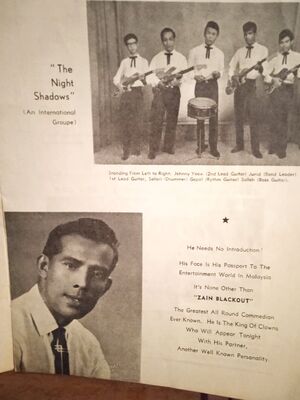 "The
Night
Shadows"
(An International
Groupe)
Standing From Left to Right, Johnny Yeow, (2nd Lead Guitar) Junid (Band Leader)
1st Lead Guitar, Safari (Drummer) Gopal (Rythm Guitar) Salleh (Bass Guitar).
He Needs No Introduction!
His Face Is His Passport To The
Entertainment World In Malaysia
It's None Other Than
"ZAIN BLACKOUT"
The Greatest All Round Commedian
Ever Known. He Is The King Of Clowns
Who Will Appear Tonight
With His Partner,
Another Well Known Personality.